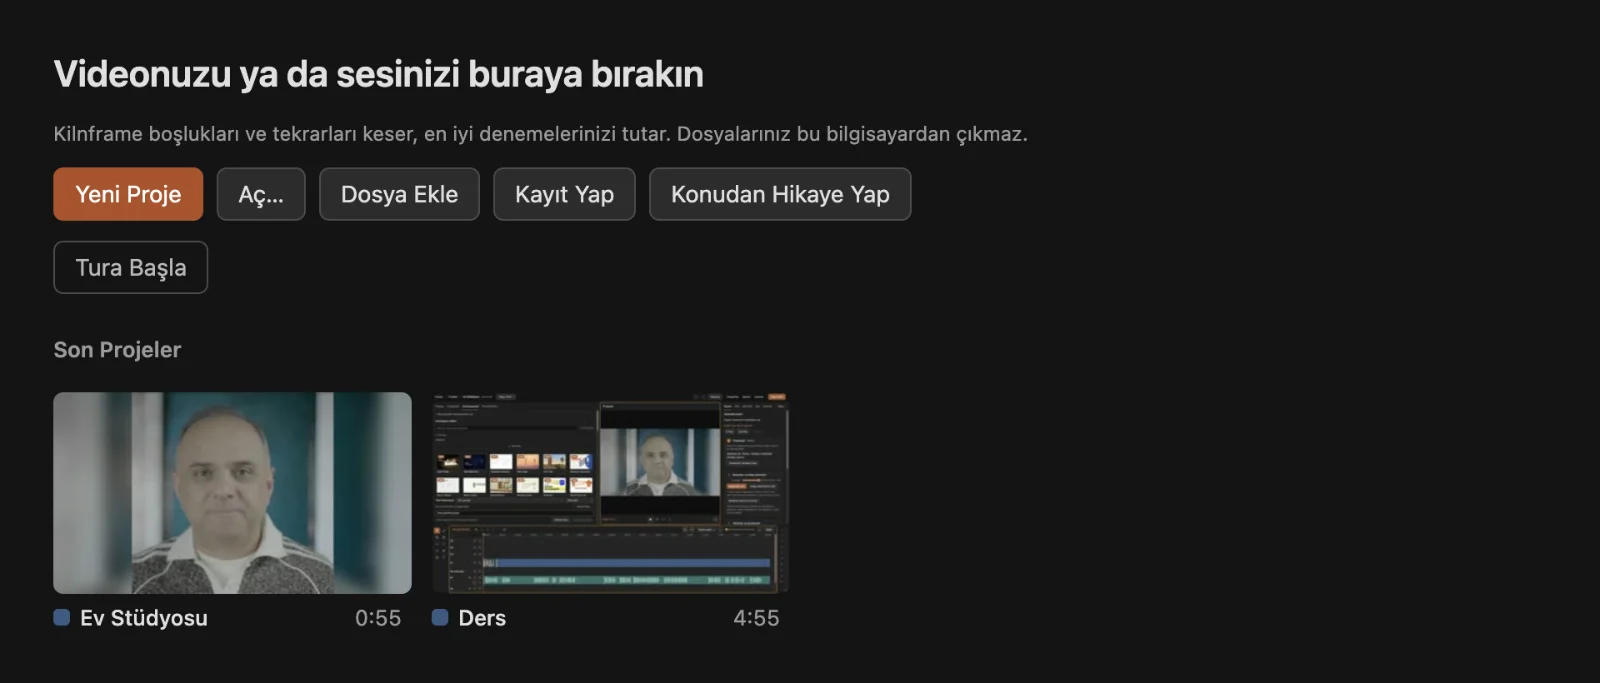 Videonuzu ya da sesinizi buraya bırakın
Kilnframe boşlukları ve tekrarları keser, en iyi denemelerinizi tutar. Dosyalarınız bu bilgisayardan çıkmaz.
Yeni Proje
Aç...
Dosya Ekle
Kayıt Yap
Konudan Hikaye Yap
Tura Başla
Son Projeler
Ev Stüdyosu
0:55
Ders
4:55